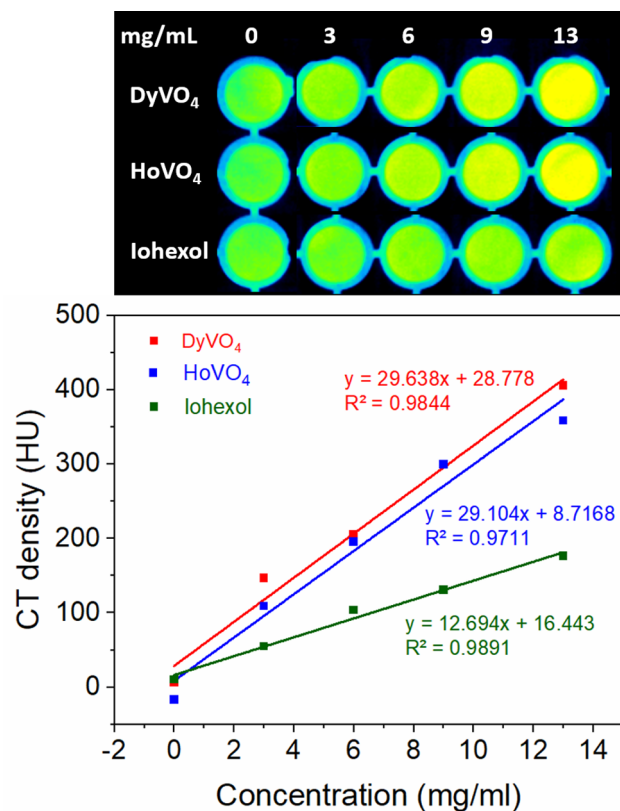 mg/mL 0 3 6 9 13
DyVO₄
HoVO₄
Iohexol
500
DyVO₄
HoVO₄
Iohexol
400
y = 29.638x + 28.778
R² = 0.9844
300
200
y = 29.104x + 8.7168
R² = 0.9711
100
y = 12.694x + 16.443
R² = 0.9891
0
CT density (HU)
-2 0 2 4 6 8 10 12 14
Concentration (mg/ml)